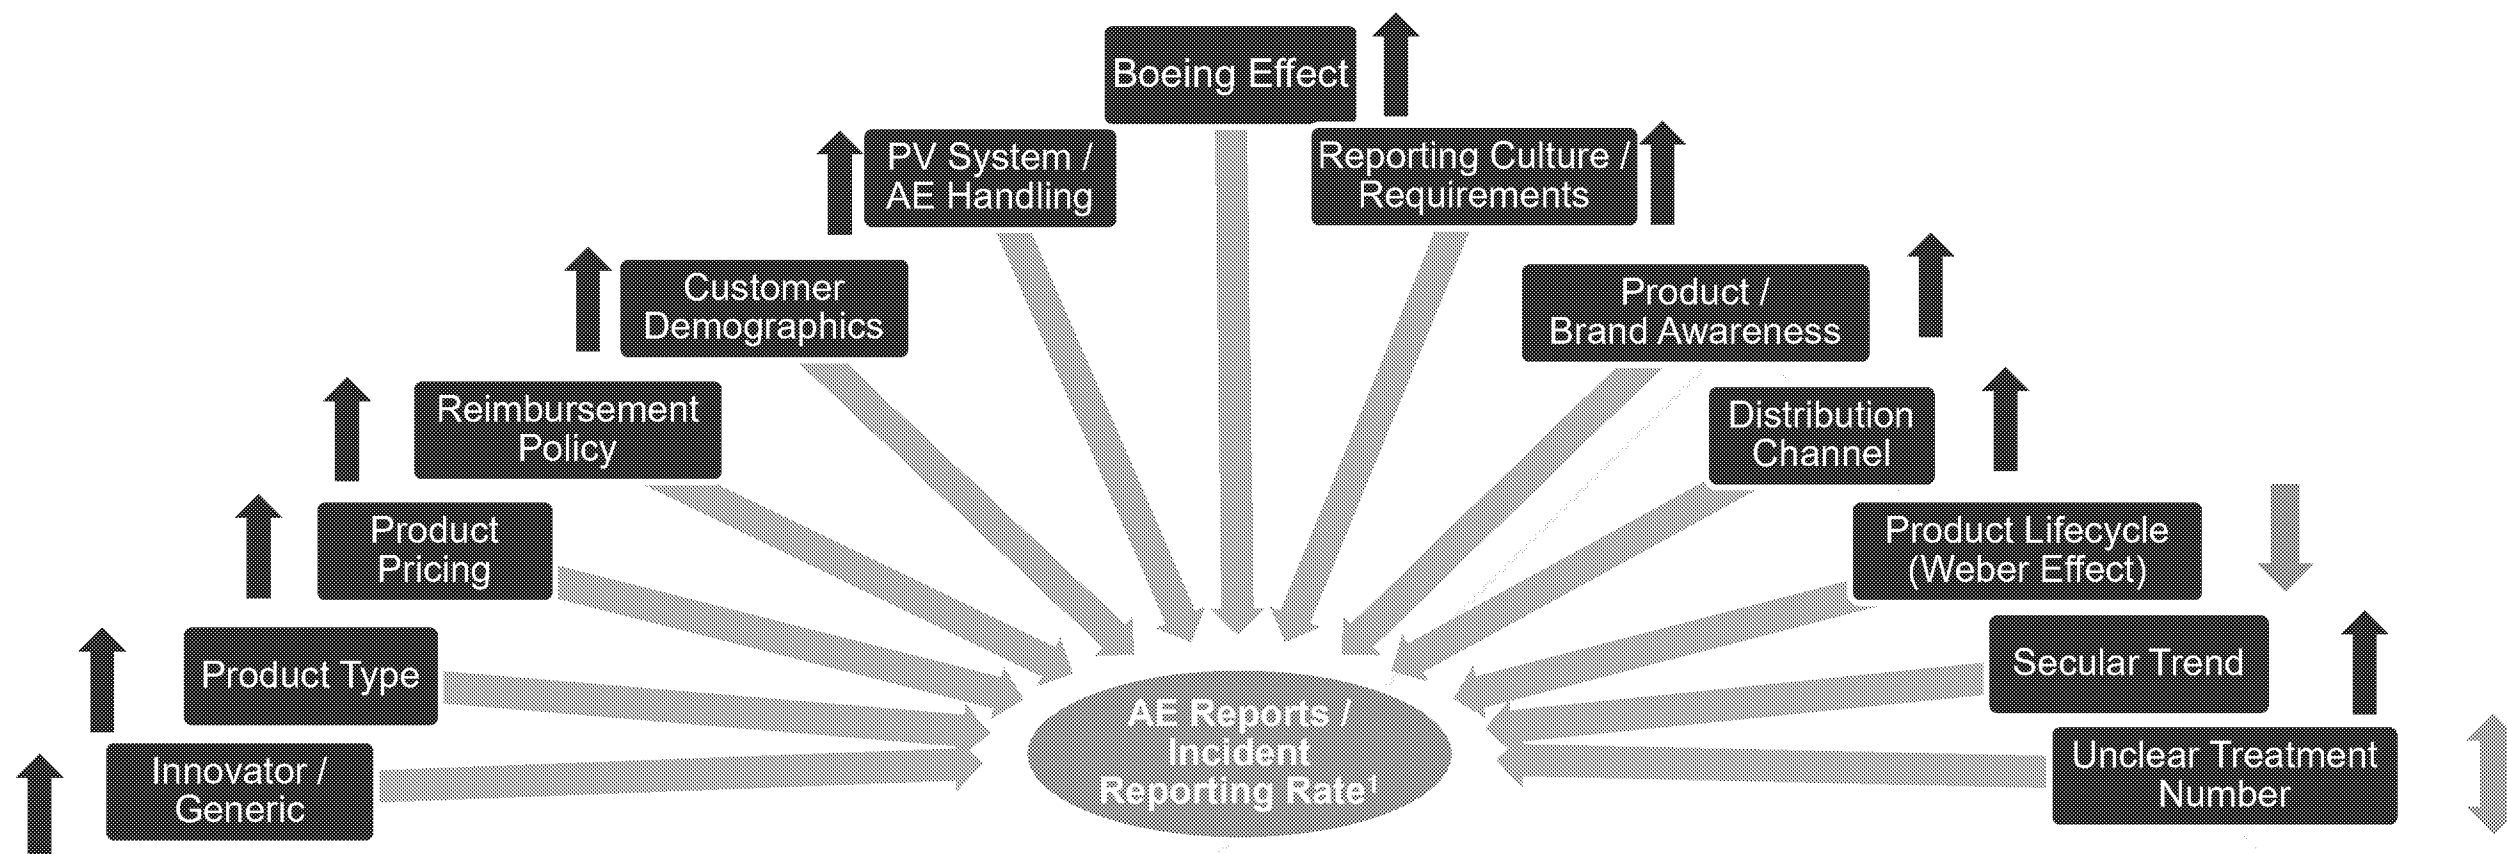 Boeing Effect
PV System /
AE Handling
Reporting Culture /
Requirements
Customer
Demographics
Product /
Brand Awareness
Reimbursement
Policy
Distribution
Channel
Product
Pricing
Product Lifecycle
(Weber Effect)
Product Type
Secular Trend
Innovator /
Generic
AE Reports /
Incident
Reporting Rate¹
Unclear Treatment
Number